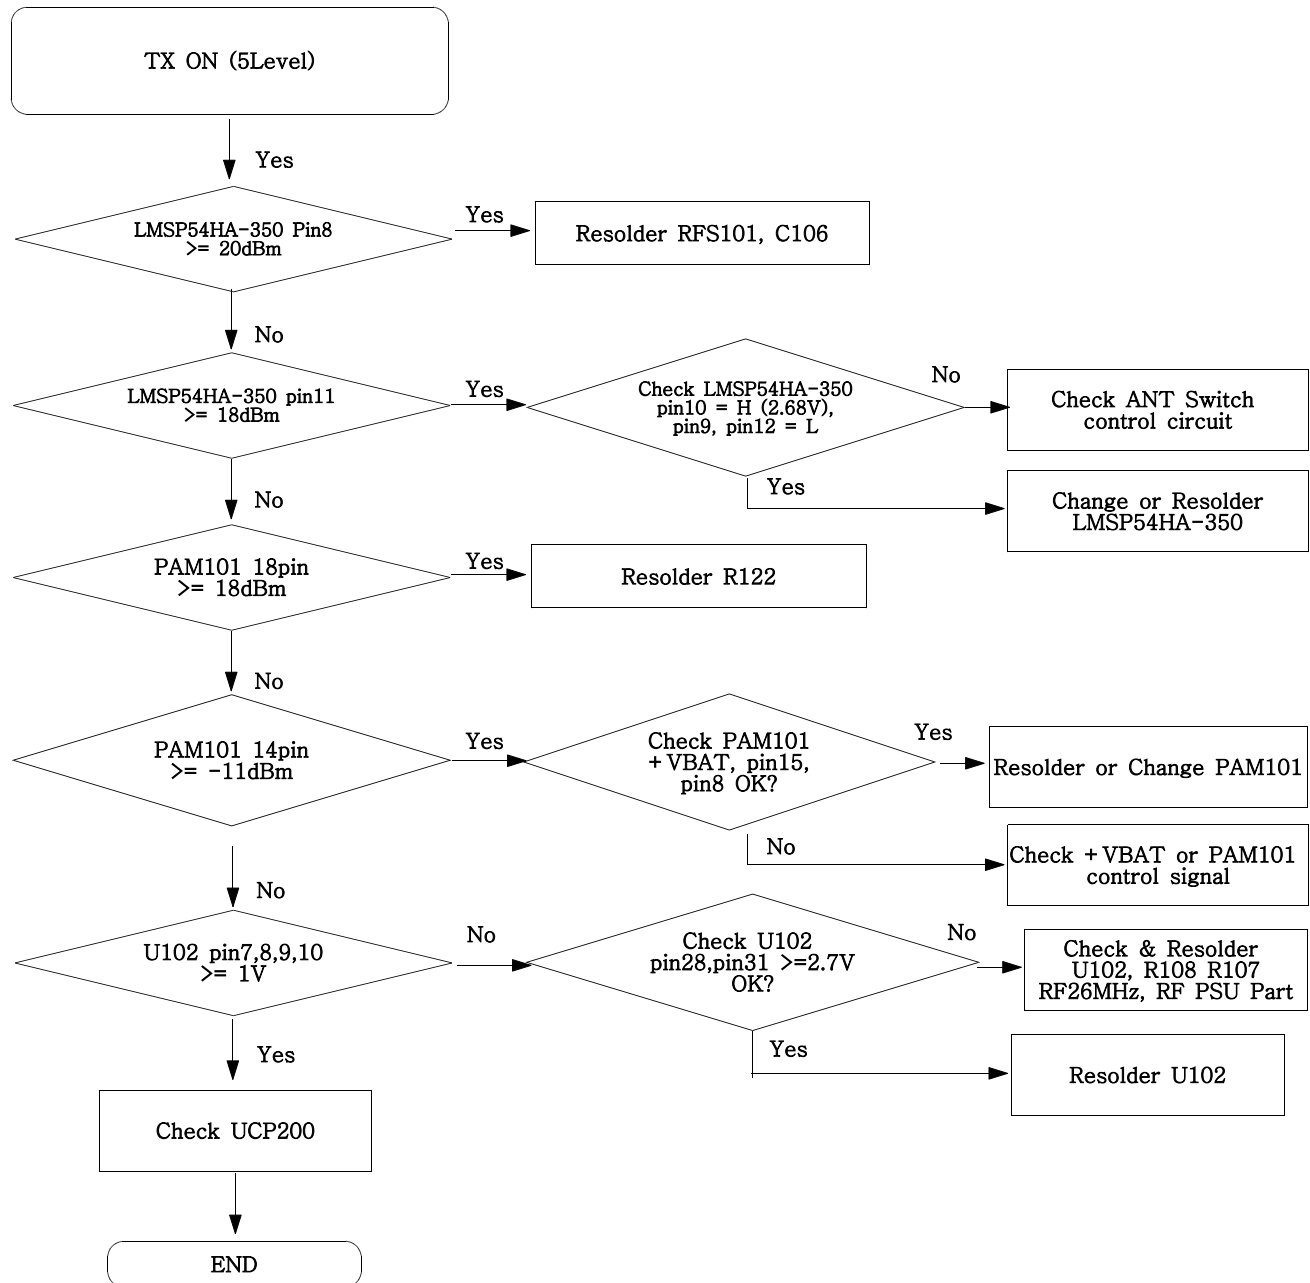 TX ON (5Level)
Yes
LMSP54HA-350 Pin8
>= 20dBm
Yes
Resolder RFS101, C106
No
LMSP54HA-350 pin11
>= 18dBm
Yes
Check LMSP54HA-350
pin10 = H (2.68V),
pin9, pin12 = L
No
Check ANT Switch
control circuit
Yes
Change or Resolder
LMSP54HA-350
No
PAM101 18pin
>= 18dBm
Yes
Resolder R122
No
PAM101 14pin
>= -11dBm
Yes
Check PAM101
+VBAT, pin15,
pin8 OK?
Yes
Resolder or Change PAM101
No
Check +VBAT or PAM101
control signal
No
U102 pin7,8,9,10
>= 1V
No
Check U102
pin28,pin31 >=2.7V
OK?
No
Check & Resolder
U102, R108 R107
RF26MHz, RF PSU Part
Yes
Resolder U102
Yes
Check UCP200
END